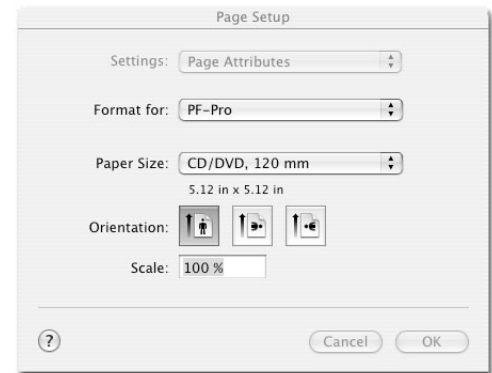 Page Setup
Settings: Page Attributes
Format for: PF-Pro
Paper Size: CD/DVD, 120 mm
5.12 in x 5.12 in
Orientation:
Scale: 100 %
? Cancel OK